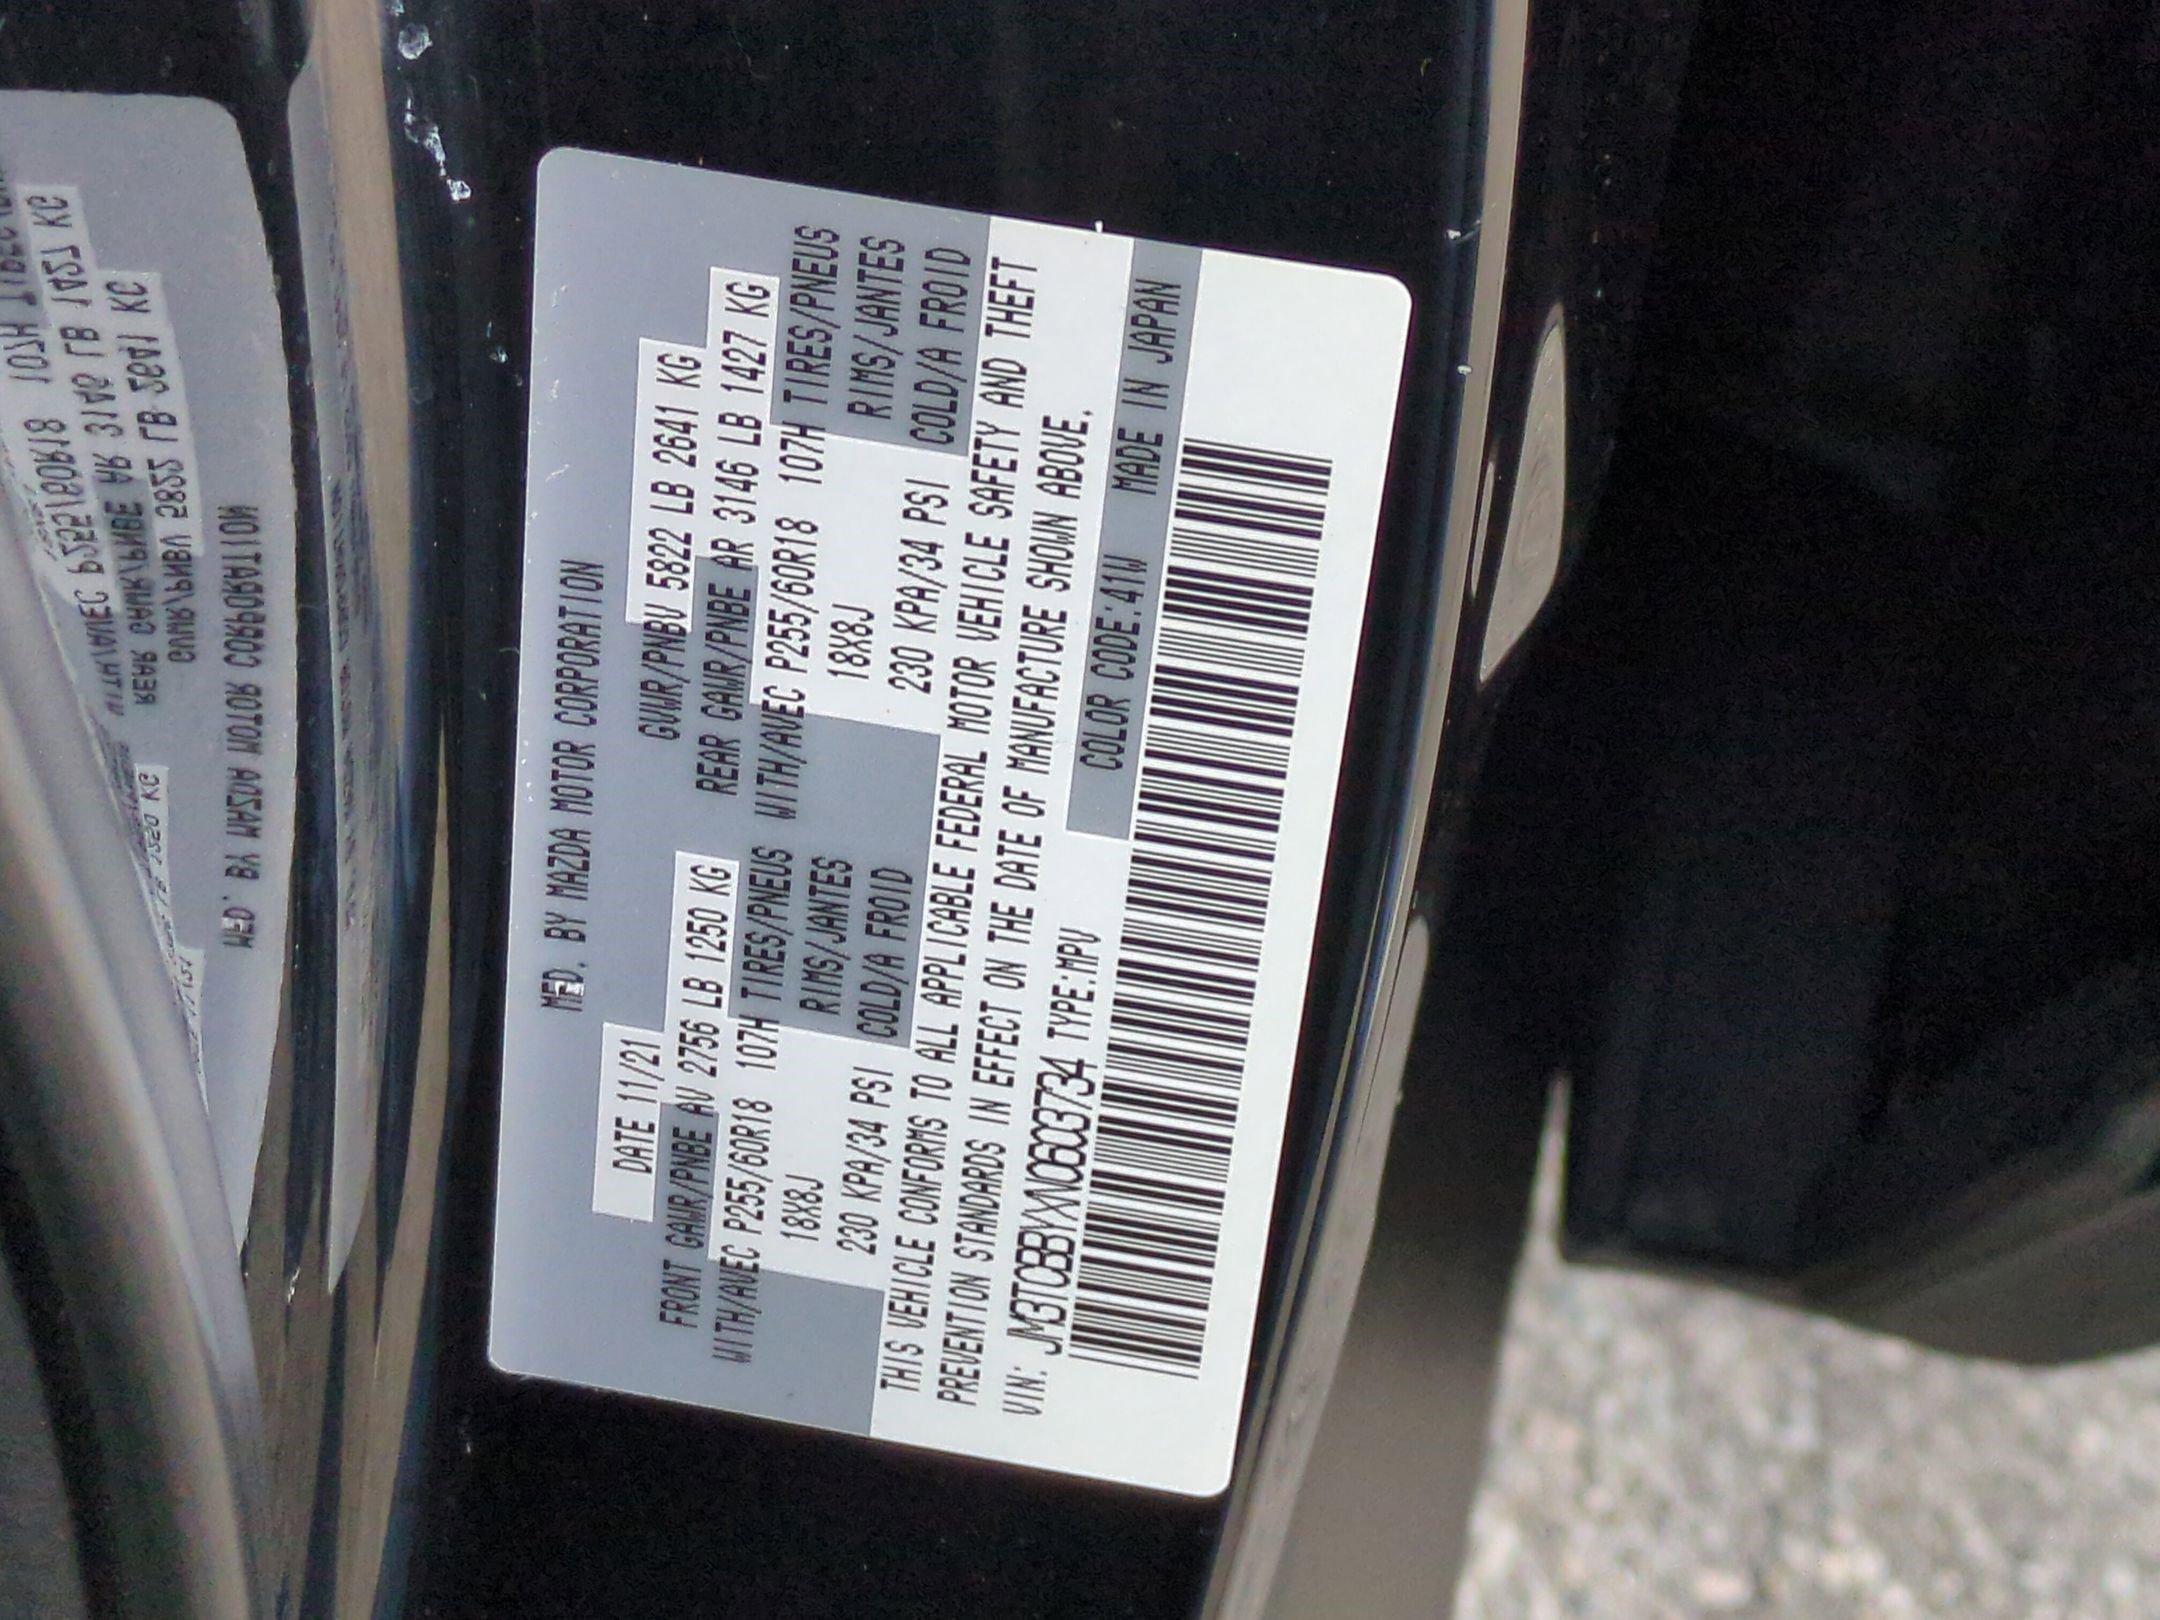 MFD. BY MAZDA MOTOR CORPORATION
DATE 11/21 GVWR/PNBV 5822 LB 2641 KG
FRONT GAWR/PNBE AV 2756 LB 1250 KG REAR GAWR/PNBE AR 3146 LB 1427 KG
WITH/AVEC P255/60R18 107H TIRES/PNEUS WITH/AVEC P255/60R18 107H TIRES/PNEUS
18X8J RIMS/JANTES 18X8J RIMS/JANTES
230 KPA/34 PSI COLD/A FROID 230 KPA/34 PSI COLD/A FROID
THIS VEHICLE CONFORMS TO ALL APPLICABLE FEDERAL MOTOR VEHICLE SAFETY AND THEFT
PREVENTION STANDARDS IN EFFECT ON THE DATE OF MANUFACTURE SHOWN ABOVE.
VIN: JM3TCBBYXN0603734 TYPE:MPV COLOR CODE:41W MADE IN JAPAN